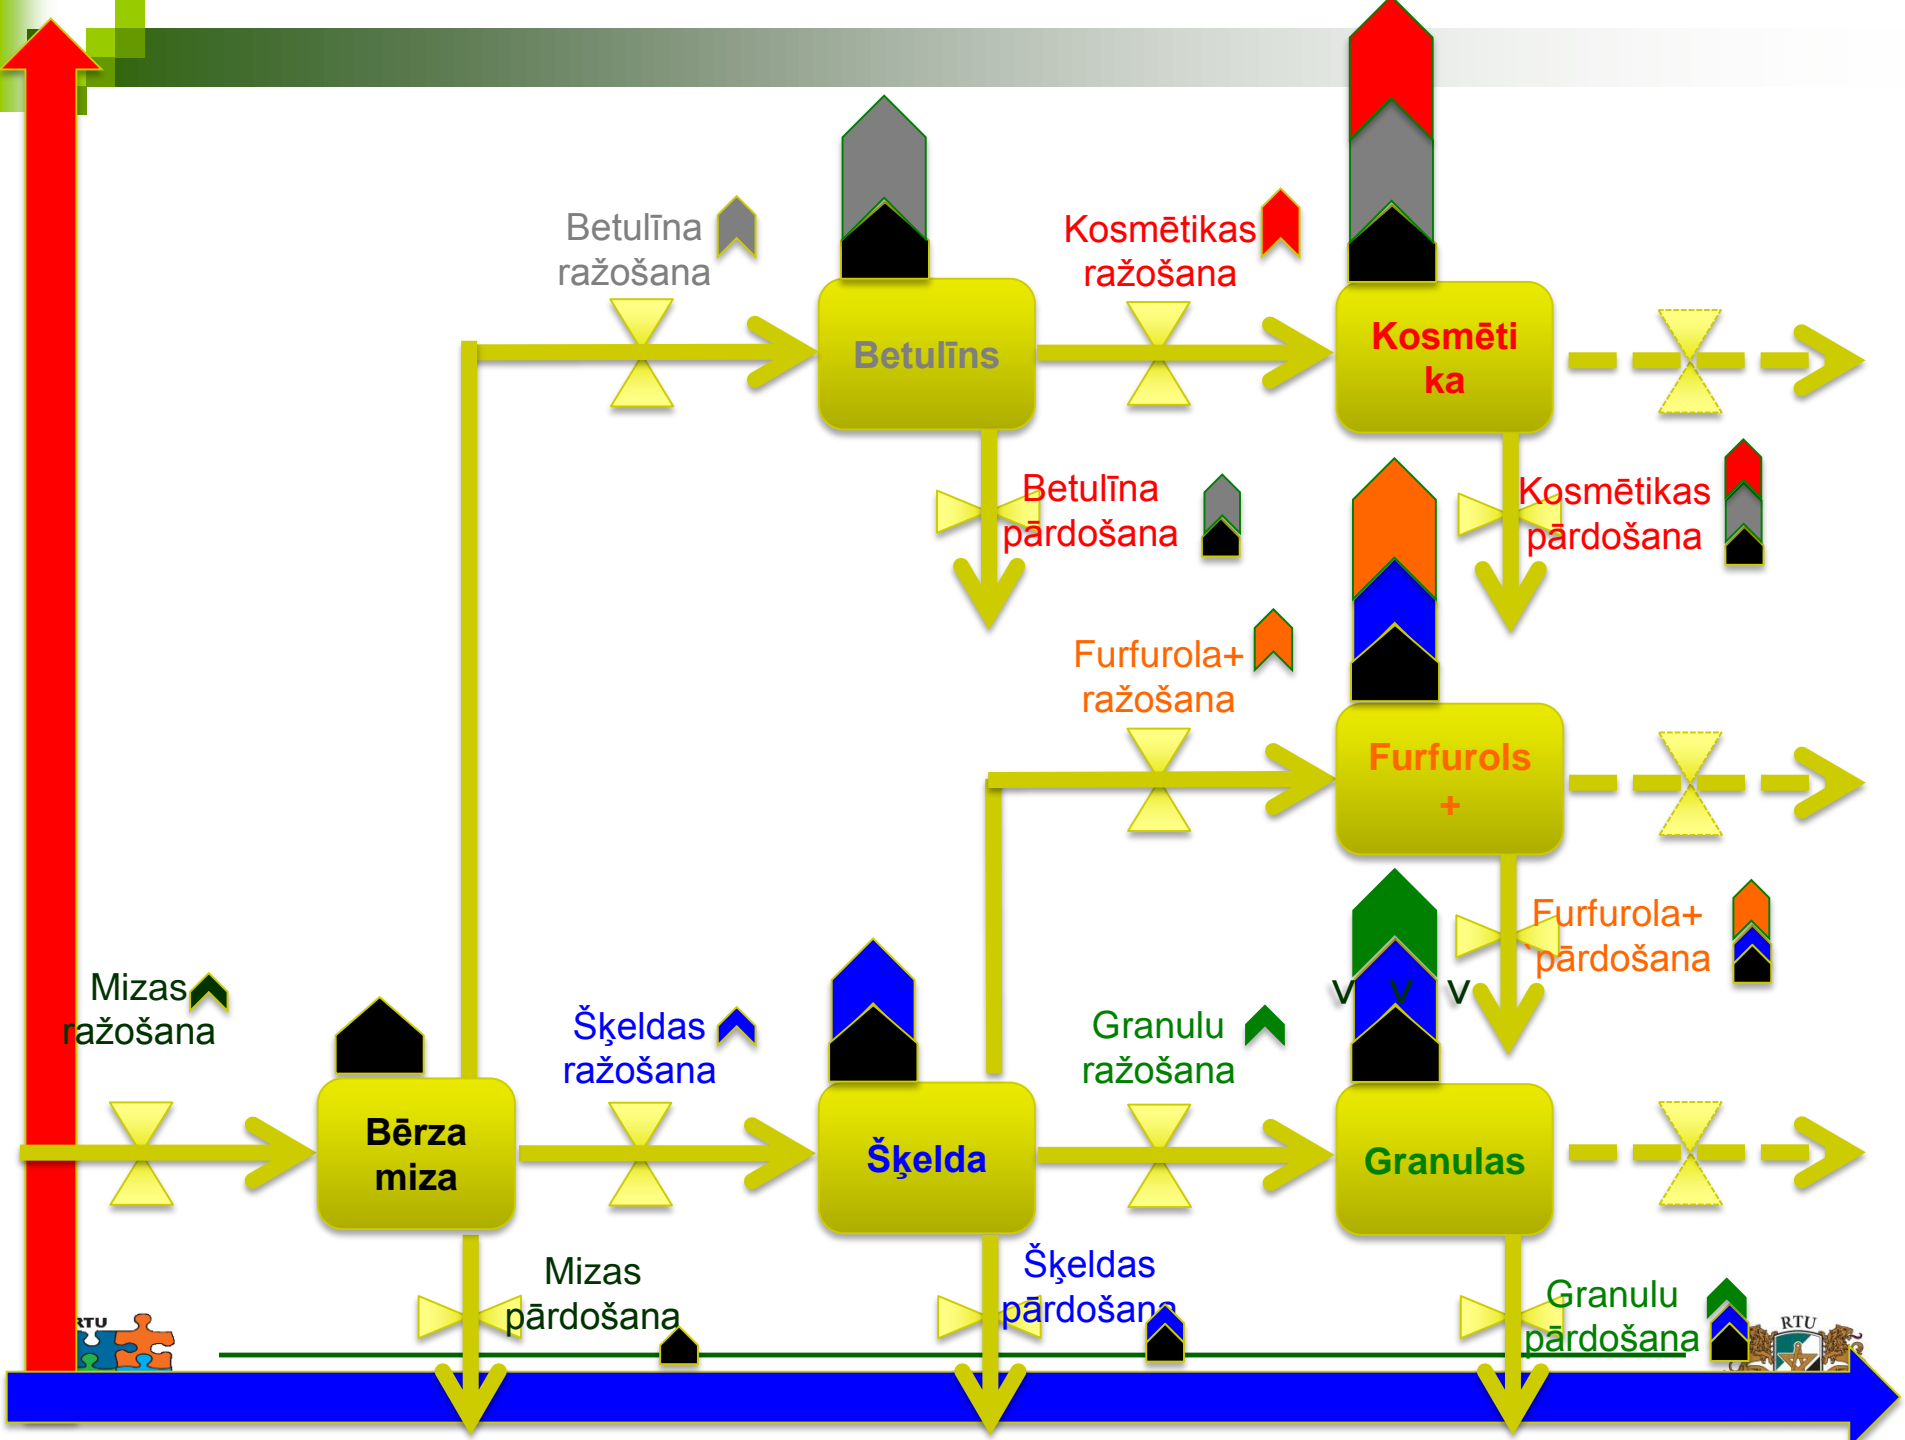 Betulīna
ražošana
Kosmētikas
ražošana
Betulīns
Kosmēti
ka
Betulīna
pārdošana
Kosmētikas
pārdošana
Furfurola+
ražošana
Furfurols
+
Furfurola+
pārdošana
Mizas
ražošana
Šķeldas
ražošana
Granulu
ražošana
v v v
Bērza
miza
Šķelda
Granulas
Mizas
pārdošana
Šķeldas
pārdošana
Granulu
pārdošana
RTU
RTU